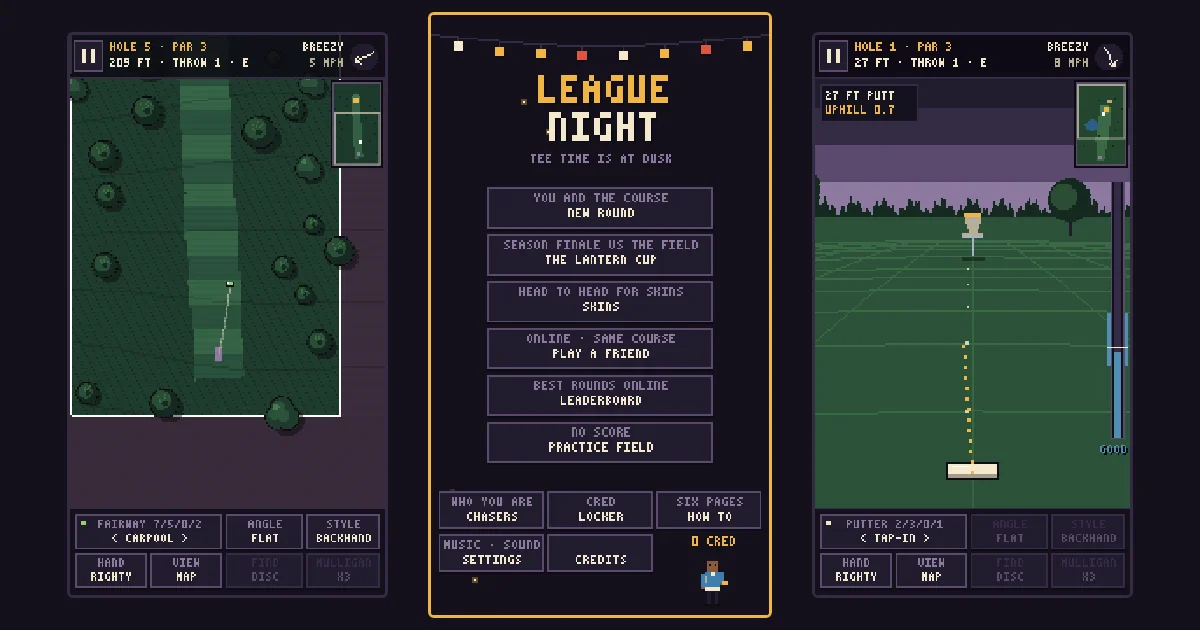 HOLE 5 · PAR 3
BREEZY
209 FT · THROW 1 · E
5 MPH
FAIRWAY 7/5/0/2
< CARPOOL >
ANGLE
FLAT
STYLE
BACKHAND
HAND
RIGHTY
VIEW
MAP
FIND
DISC
MULLIGAN
X3
LEAGUE
NIGHT
TEE TIME IS AT DUSK
YOU AND THE COURSE
NEW ROUND
SEASON FINALE VS THE FIELD
THE LANTERN CUP
HEAD TO HEAD FOR SKINS
SKINS
ONLINE · SAME COURSE
PLAY A FRIEND
BEST ROUNDS ONLINE
LEADERBOARD
NO SCORE
PRACTICE FIELD
WHO YOU ARE
CHASERS
CRED
LOCKER
SIX PAGES
HOW TO
MUSIC · SOUND
SETTINGS
CREDITS
0 CRED
HOLE 1 · PAR 3
BREEZY
27 FT · THROW 1 · E
8 MPH
27 FT PUTT
UPHILL 0.7
GOOD
PUTTER 2/3/0/1
< TAP-IN >
ANGLE
FLAT
STYLE
BACKHAND
HAND
RIGHTY
VIEW
MAP
FIND
DISC
MULLIGAN
X3